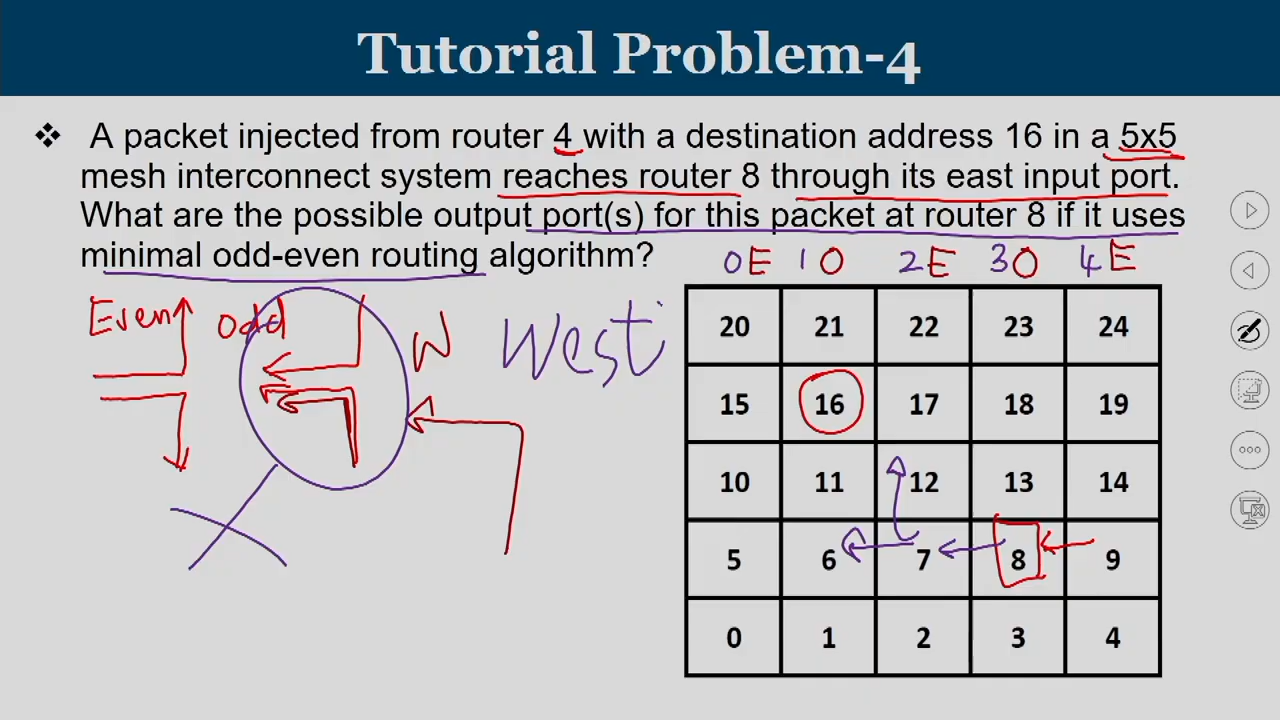 Tutorial Problem-4
❖ A packet injected from router 4 with a destination address 16 in a 5x5
mesh interconnect system reaches router 8 through its east input port.
What are the possible output port(s) for this packet at router 8 if it uses
minimal odd-even routing algorithm?
0E 1O 2E 3O 4E
Even odd W West
20 21 22 23 24
15 16 17 18 19
10 11 12 13 14
5 6 7 8 9
0 1 2 3 4